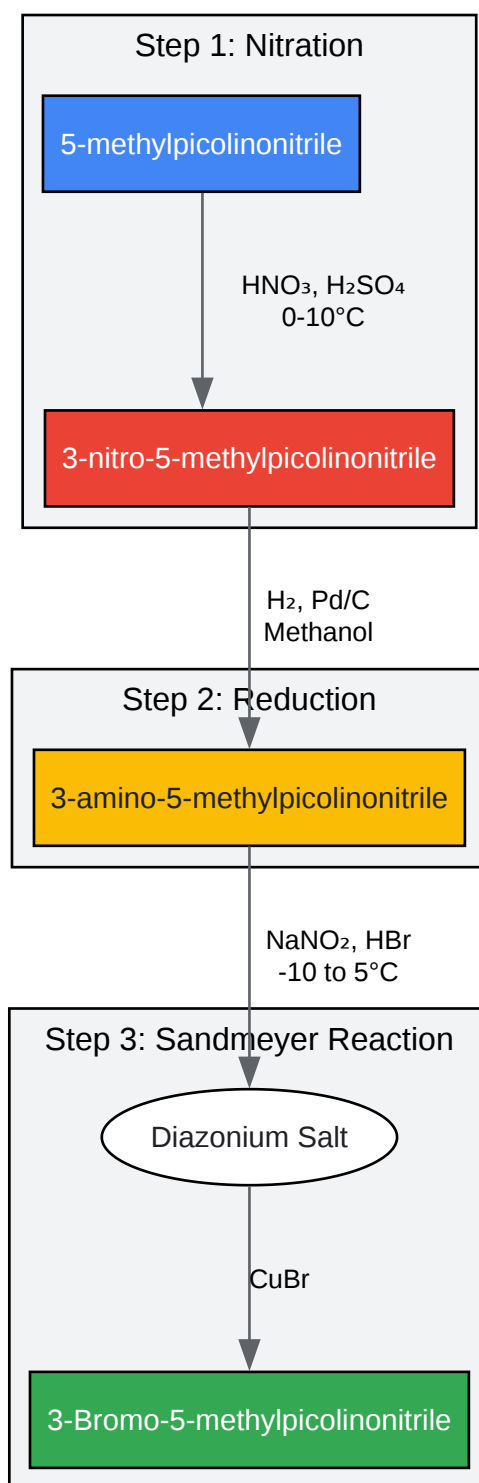 Step 1: Nitration
5-methylpicolinonitrile
HNO₃, H₂SO₄
0-10°C
3-nitro-5-methylpicolinonitrile
H₂, Pd/C
Methanol
Step 2: Reduction
3-amino-5-methylpicolinonitrile
NaNO₂, HBr
-10 to 5°C
Step 3: Sandmeyer Reaction
Diazonium Salt
CuBr
3-Bromo-5-methylpicolinonitrile